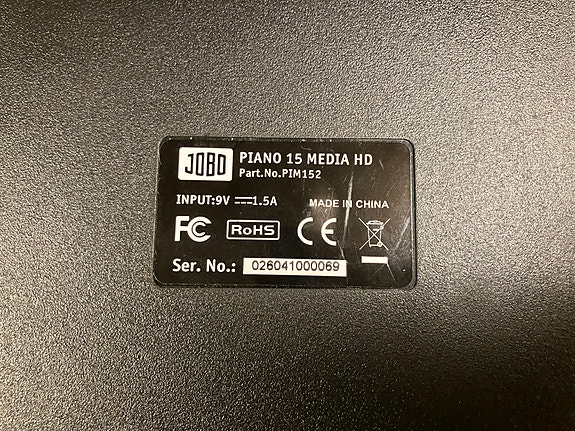 JOBO PIANO 15 MEDIA HD
Part.No.PIM152
INPUT:9V ⎓1.5A MADE IN CHINA
FC RoHS CE
Ser. No.: 026041000069